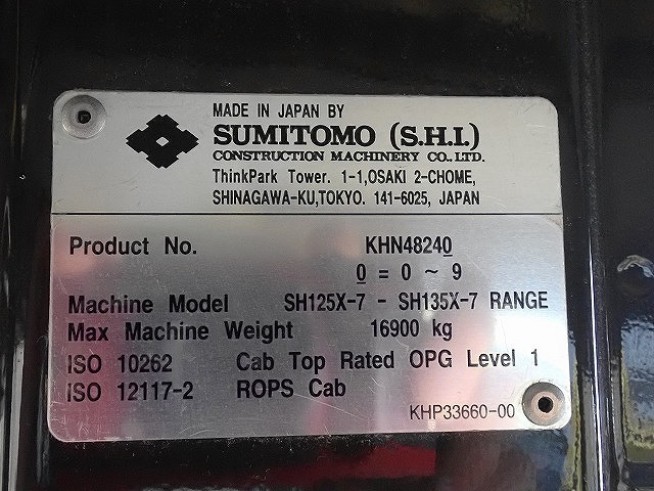 MADE IN JAPAN BY
SUMITOMO (S.H.I.)
CONSTRUCTION MACHINERY CO.,LTD.
ThinkPark Tower. 1-1,OSAKI 2-CHOME,
SHINAGAWA-KU,TOKYO. 141-6025, JAPAN
Product No. KHN48240
0 = 0 ~ 9
Machine Model SH125X-7 - SH135X-7 RANGE
Max Machine Weight 16900 kg
ISO 10262 Cab Top Rated OPG Level 1
ISO 12117-2 ROPS Cab
KHP33660-00